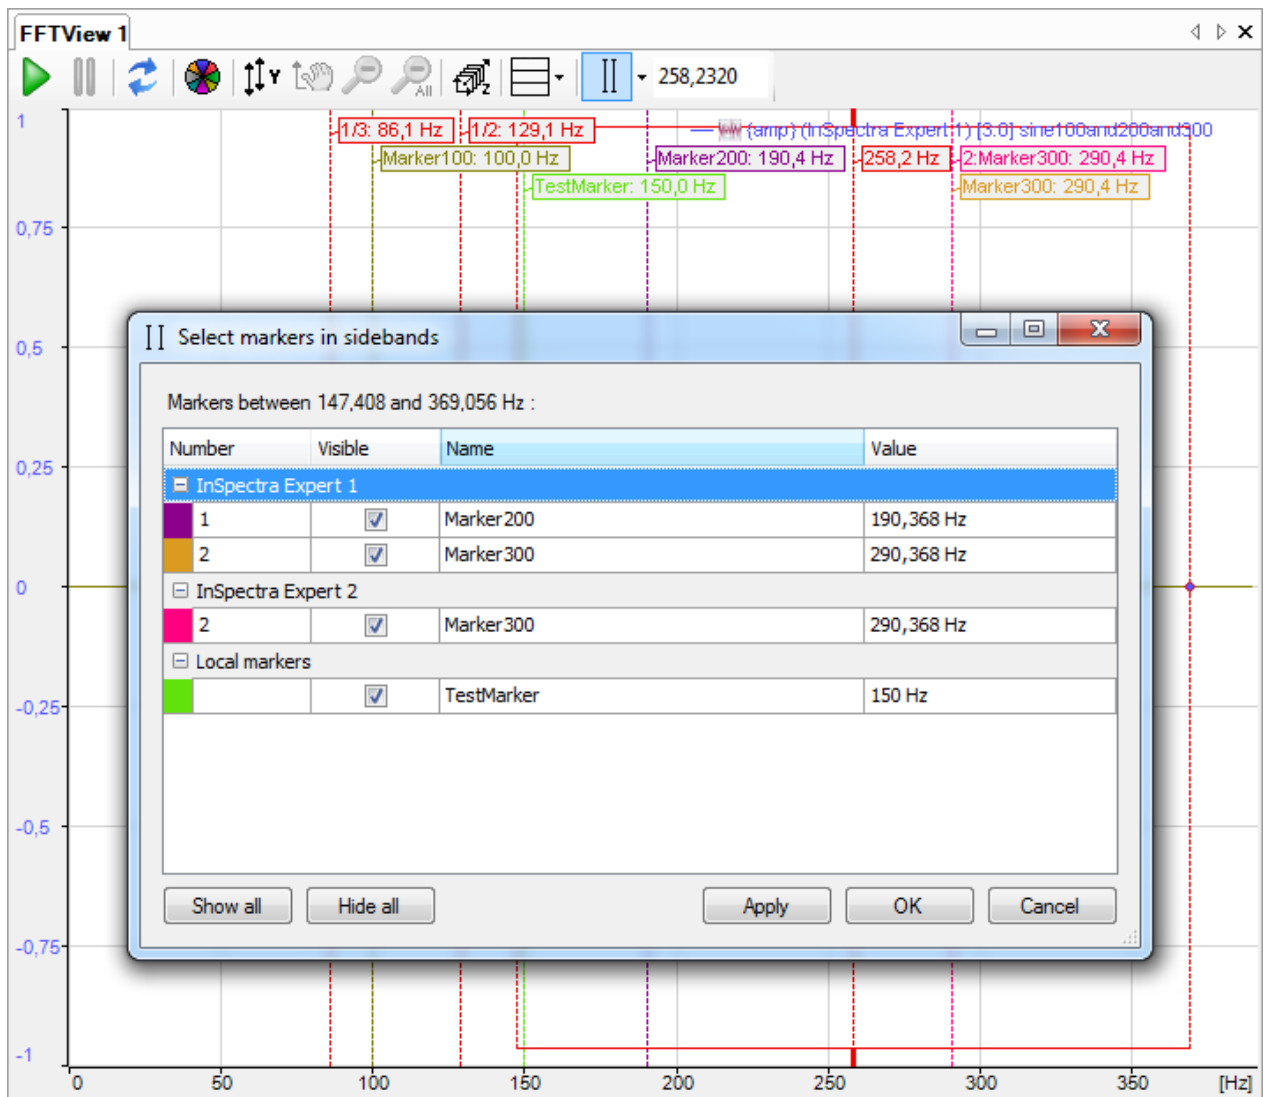 FFTView 1
Y All Z 258,2320
1
1/3: 86,1 Hz 1/2: 129,1 Hz {amp} (InSpectra Expert 1) [3.0] sine100and200and300
Marker100: 100,0 Hz Marker200: 190,4 Hz 258,2 Hz 2:Marker300: 290,4 Hz
TestMarker: 150,0 Hz Marker300: 290,4 Hz
0,75
Select markers in sidebands
0,5
Markers between 147,408 and 369,056 Hz :
Number Visible Name Value
0,25
InSpectra Expert 1
1 Marker200 190,368 Hz
2 Marker300 290,368 Hz
0
InSpectra Expert 2
2 Marker300 290,368 Hz
Local markers
TestMarker 150 Hz
-0,25
-0,5
Show all Hide all Apply OK Cancel
-0,75
-1
0 50 100 150 200 250 300 350 [Hz]